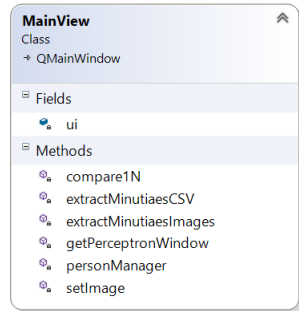 MainView
Class
QMainWindow
Fields
ui
Methods
compare1N
extractMinutiaesCSV
extractMinutiaesImages
getPerceptronWindow
personManager
setImage